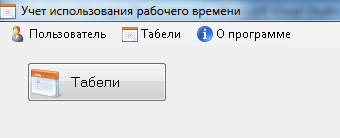 Учет использования рабочего времени
Пользователь Табели О программе
Табели